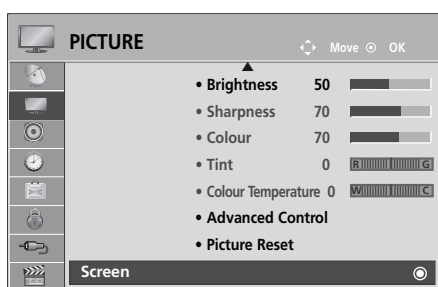 PICTURE Move OK
• Brightness 50
• Sharpness 70
• Colour 70
• Tint 0 R G
• Colour Temperature 0 W C
• Advanced Control
• Picture Reset
Screen